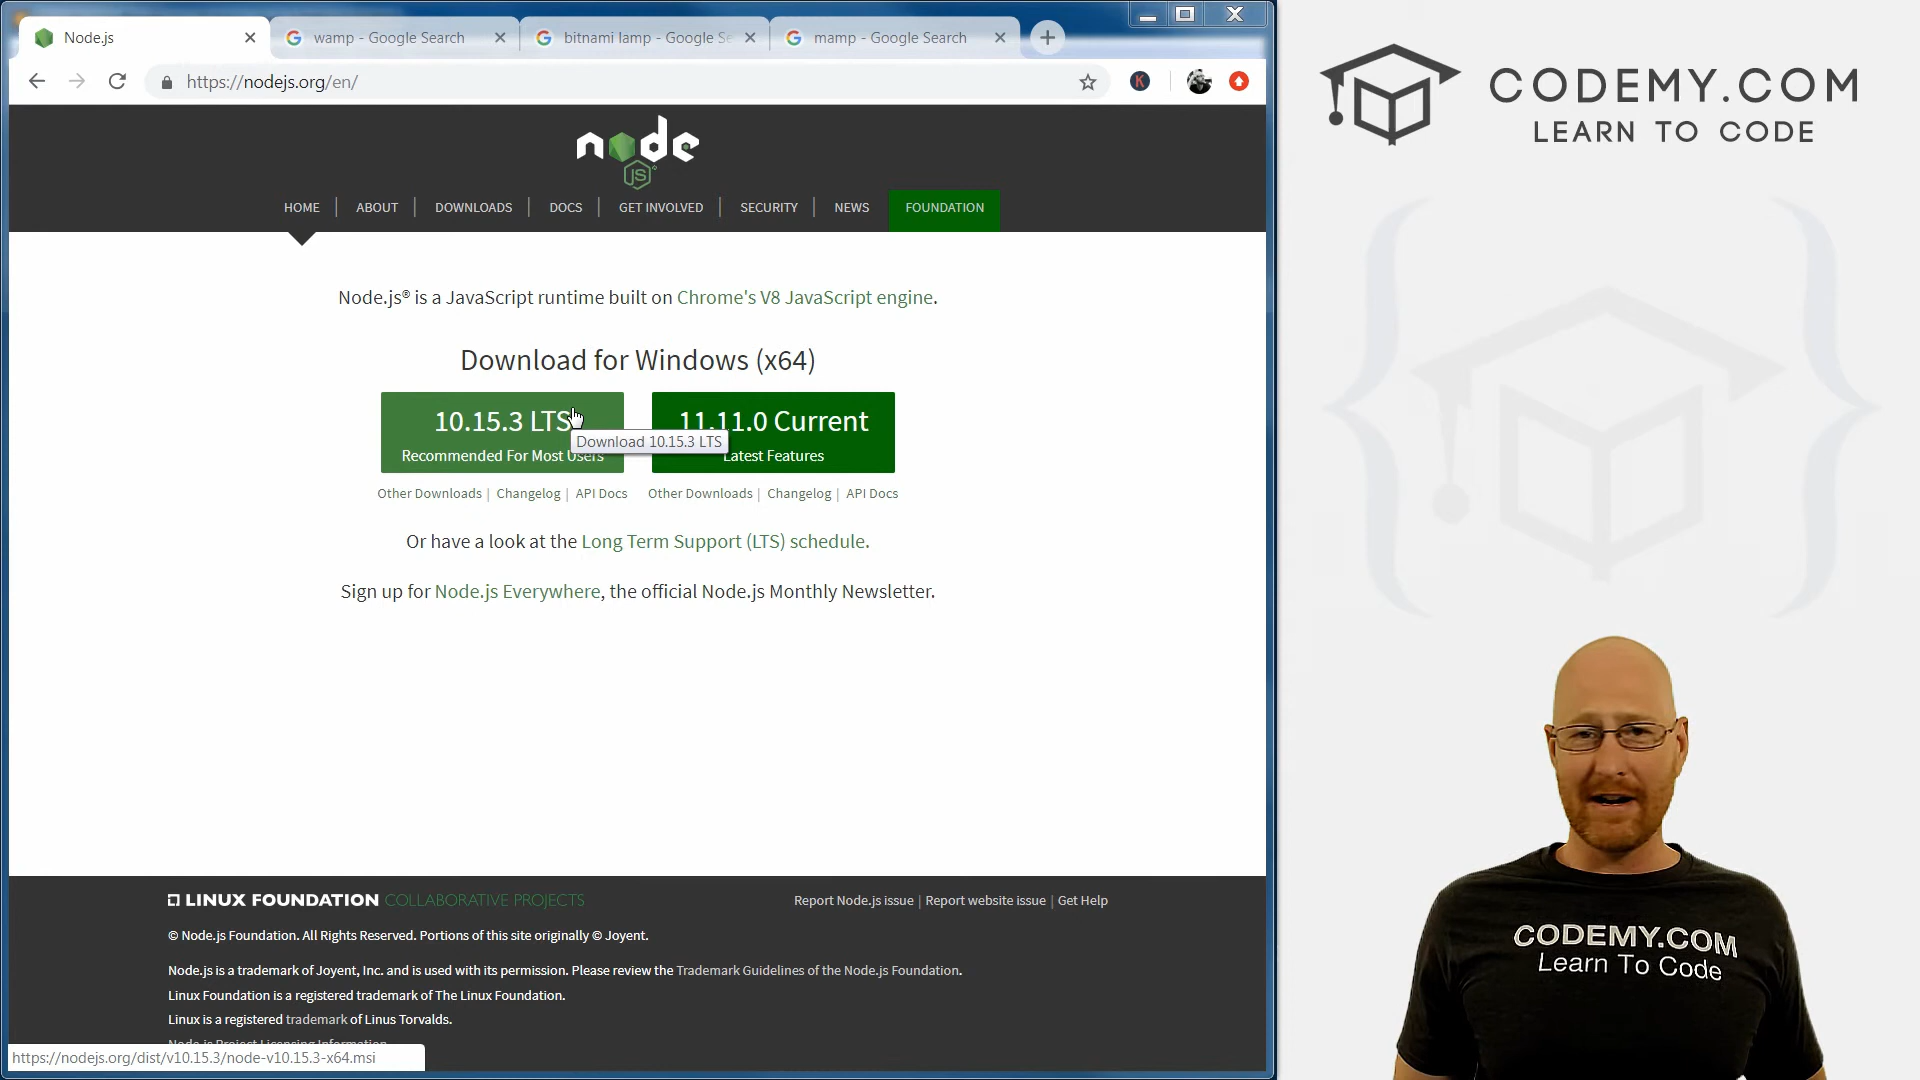 Node.js
wamp - Google Search
bitnami lamp - Google Se
mamp - Google Search
https://nodejs.org/en/
K
node
JS
HOME
ABOUT
DOWNLOADS
DOCS
GET INVOLVED
SECURITY
NEWS
FOUNDATION
Node.js® is a JavaScript runtime built on Chrome's V8 JavaScript engine.
Download for Windows (x64)
10.15.3 LTS
Recommended For Most Users
11.11.0 Current
Latest Features
Download 10.15.3 LTS
Other Downloads | Changelog | API Docs
Other Downloads | Changelog | API Docs
Or have a look at the Long Term Support (LTS) schedule.
Sign up for Node.js Everywhere, the official Node.js Monthly Newsletter.
LINUX FOUNDATION COLLABORATIVE PROJECTS
Report Node.js issue | Report website issue | Get Help
© Node.js Foundation. All Rights Reserved. Portions of this site originally © Joyent.
Node.js is a trademark of Joyent, Inc. and is used with its permission. Please review the Trademark Guidelines of the Node.js Foundation.
Linux Foundation is a registered trademark of The Linux Foundation.
Linux is a registered trademark of Linus Torvalds.
Node.js Project Licensing Information
https://nodejs.org/dist/v10.15.3/node-v10.15.3-x64.msi
CODEMY.COM
LEARN TO CODE
CODEMY.COM
Learn To Code